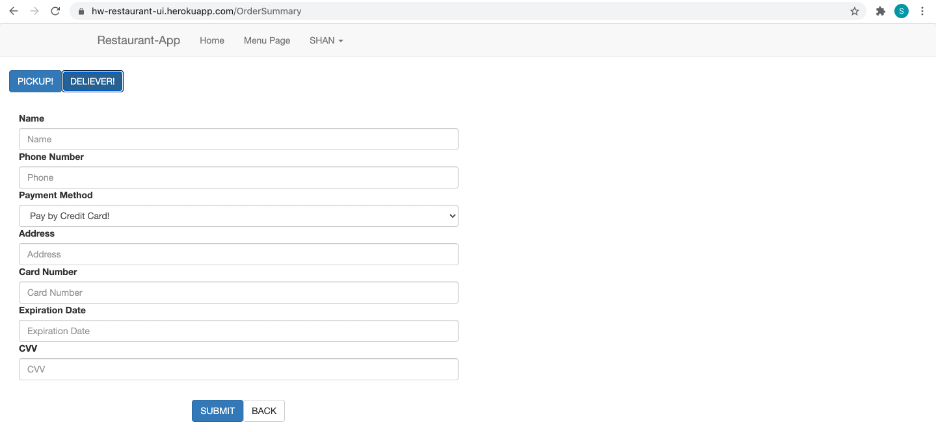 hw-restaurant-ui.herokuapp.com/OrderSummary
S
Restaurant-App Home Menu Page SHAN
PICKUP! DELIEVER!
Name
Name
Phone Number
Phone
Payment Method
Pay by Credit Card!
Address
Address
Card Number
Card Number
Expiration Date
Expiration Date
CVV
CVV
SUBMIT BACK